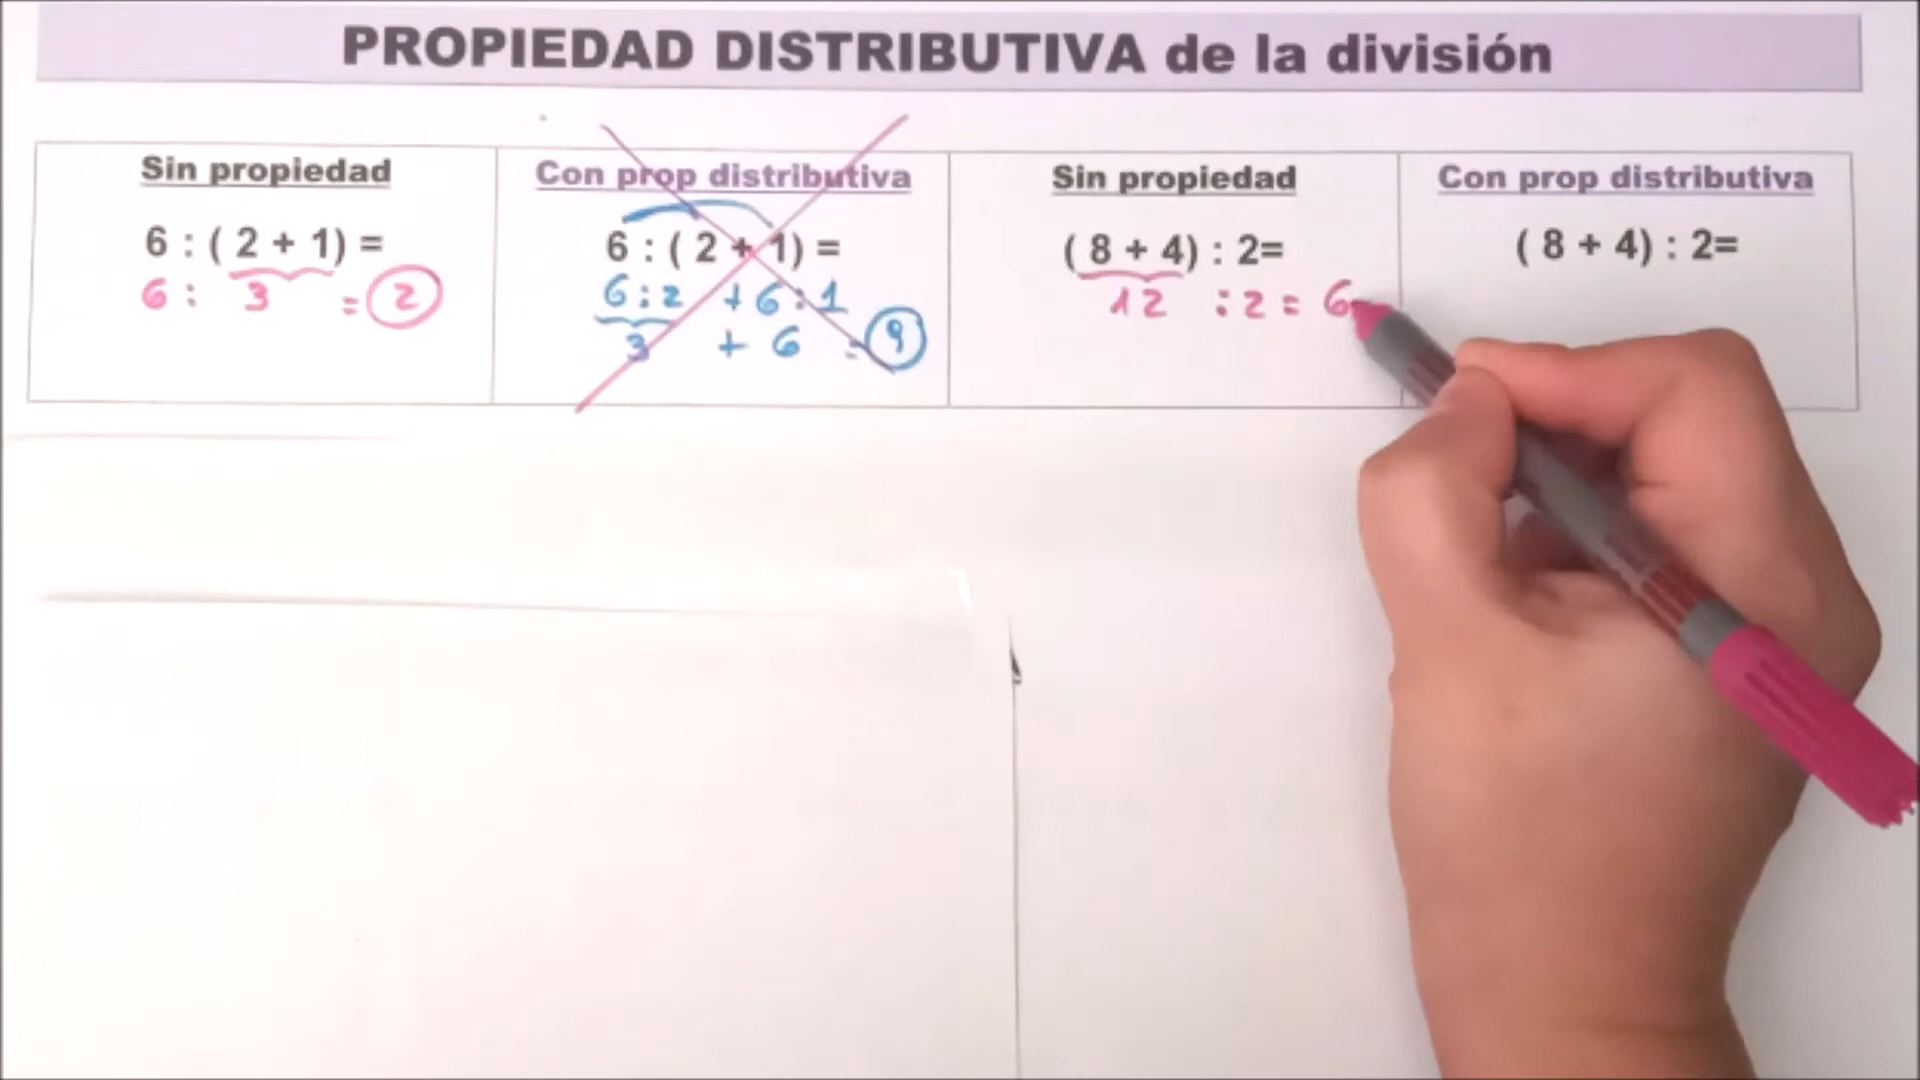 PROPIEDAD DISTRIBUTIVA de la división
Sin propiedad
6 : ( 2 + 1) =
6 : 3 = 2
Con prop distributiva
6 : ( 2 + 1) =
6:2 + 6:1
3 + 6 = 9
Sin propiedad
( 8 + 4) : 2=
12 : 2 = 6
Con prop distributiva
( 8 + 4) : 2=